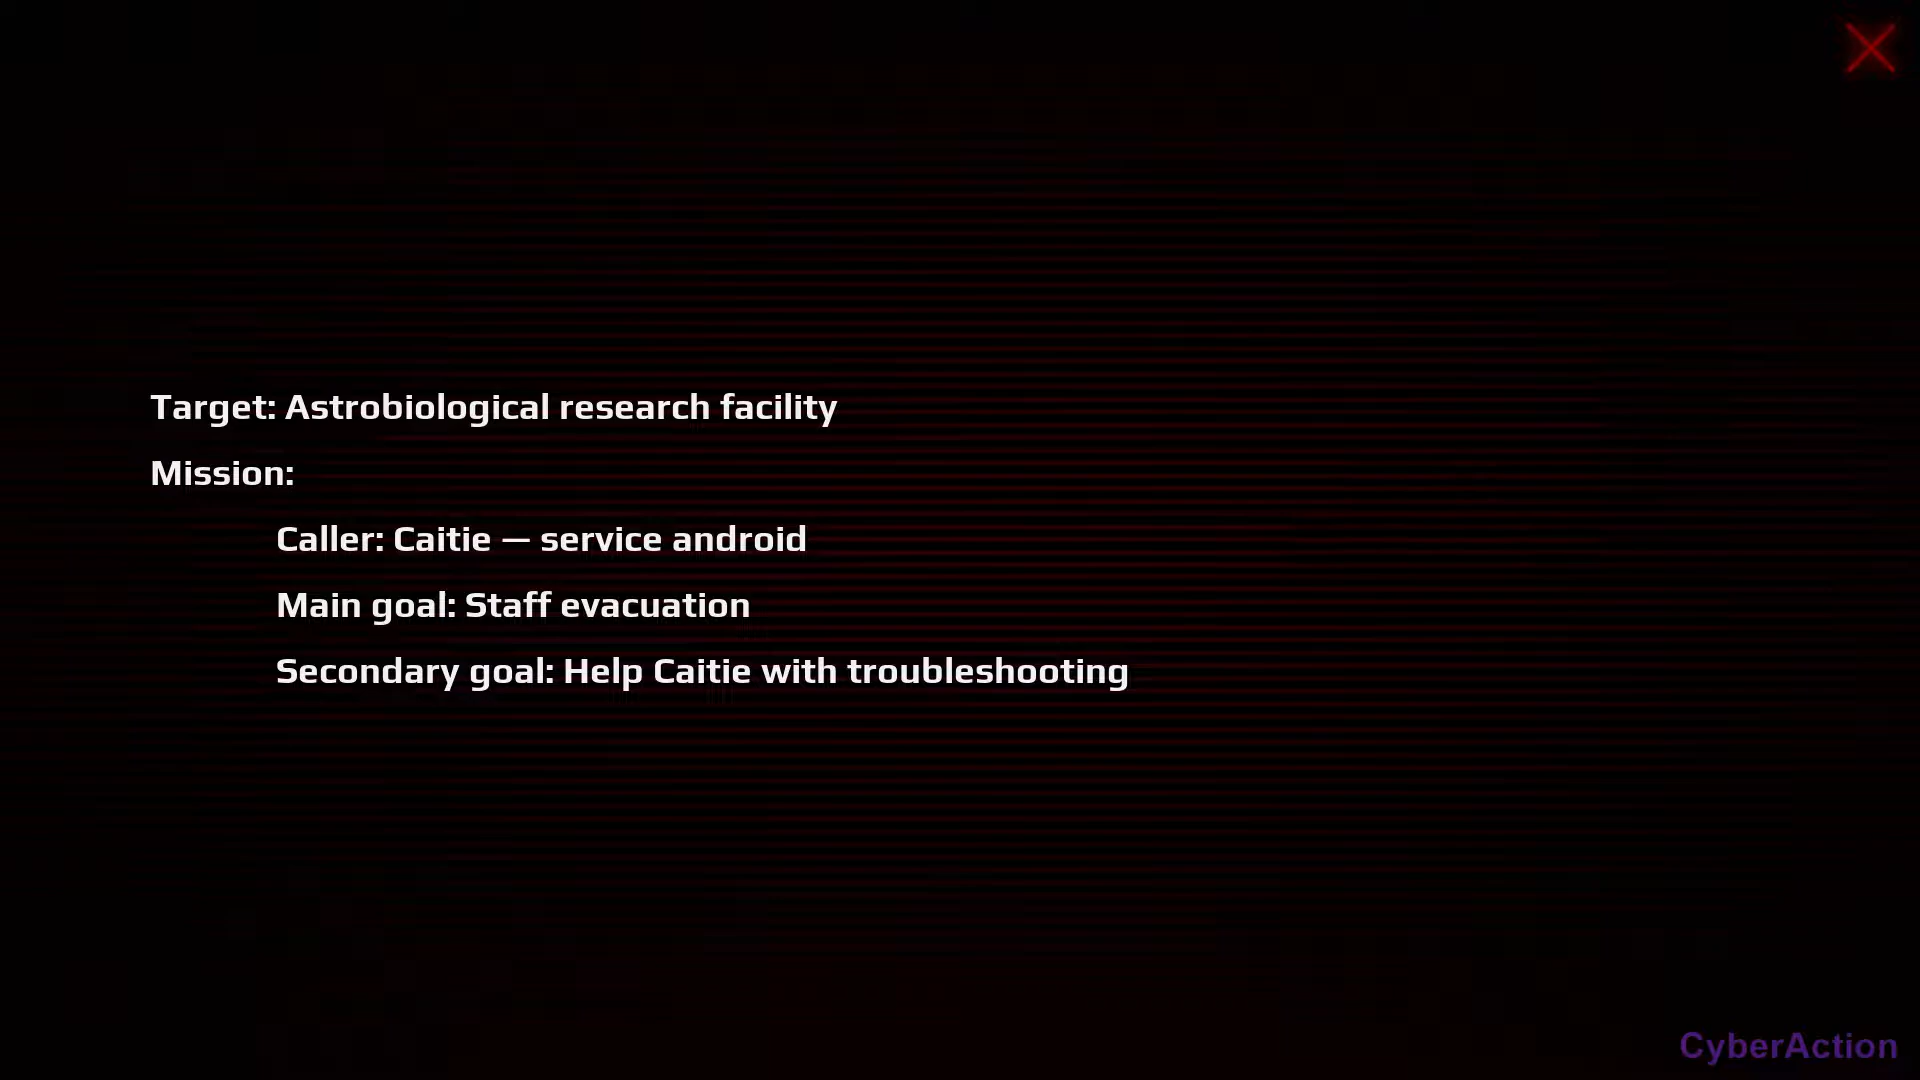 Target: Astrobiological research facility
Mission:
Caller: Caitie — service android
Main goal: Staff evacuation
Secondary goal: Help Caitie with troubleshooting
CyberAction